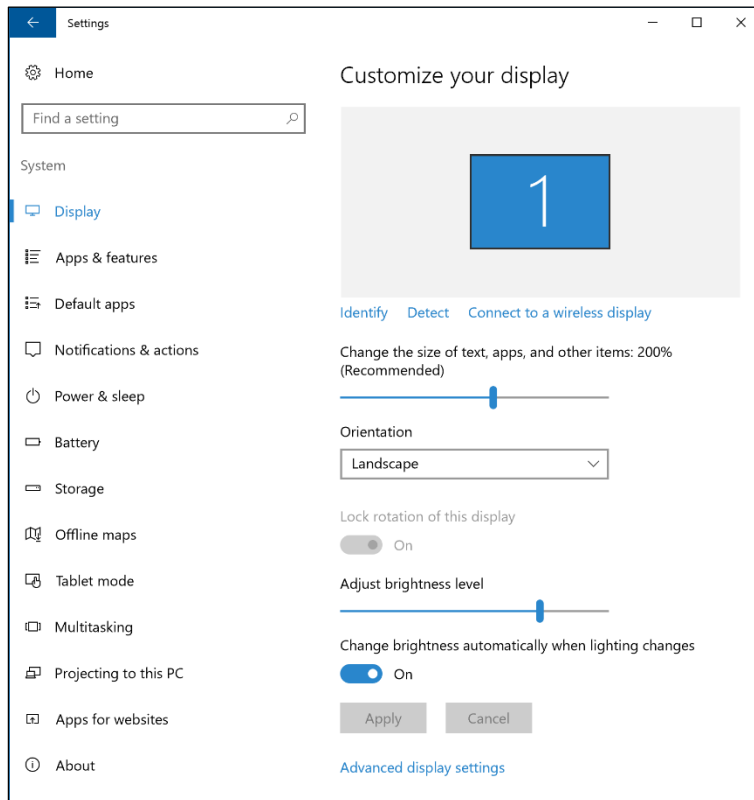 Settings
Home
Find a setting
System
Display
Apps & features
Default apps
Notifications & actions
Power & sleep
Battery
Storage
Offline maps
Tablet mode
Multitasking
Projecting to this PC
Apps for websites
About
Customize your display
1
Identify Detect Connect to a wireless display
Change the size of text, apps, and other items: 200%
(Recommended)
Orientation
Landscape
Lock rotation of this display
On
Adjust brightness level
Change brightness automatically when lighting changes
On
Apply Cancel
Advanced display settings